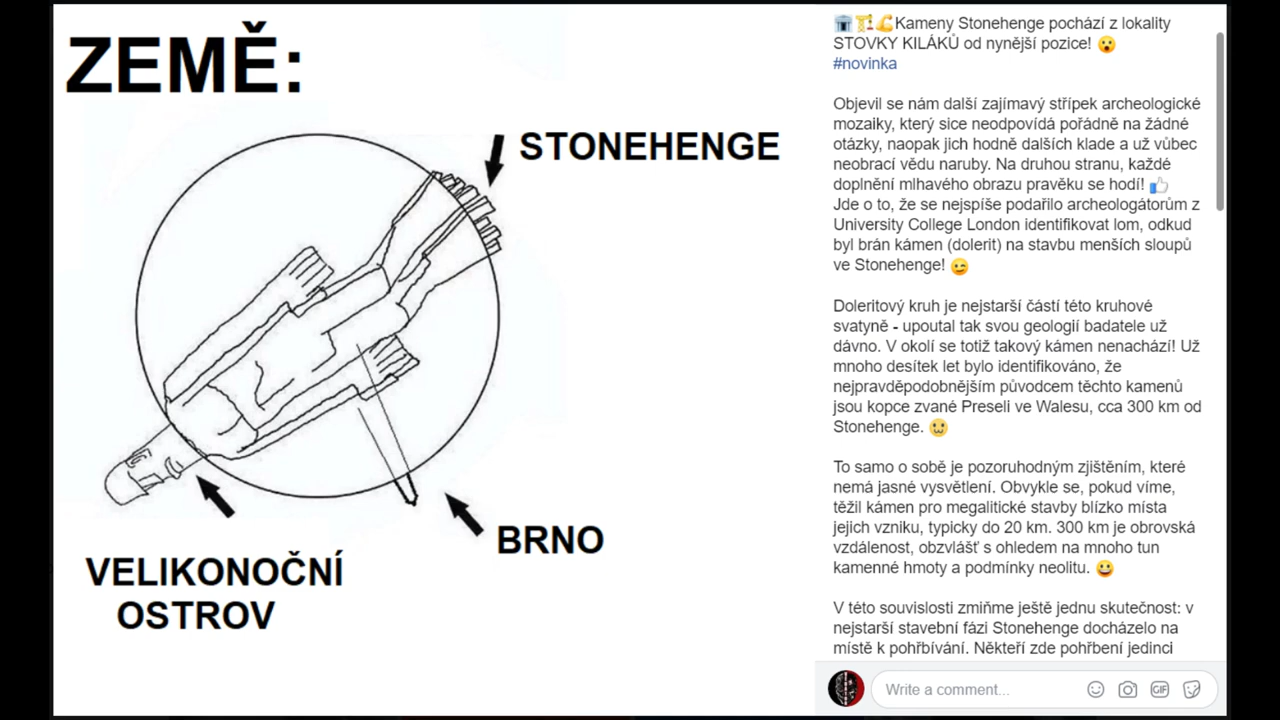 ZEMĚ:
STONEHENGE
BRNO
VELIKONOČNÍ
OSTROV
Kameny Stonehenge pochází z lokality
STOVKY KILÁKŮ od nynější pozice! 😮
#novinka
Objevil se nám další zajímavý střípek archeologické
mozaiky, který sice neodpovídá pořádně na žádné
otázky, naopak jich hodně dalších klade a už vůbec
neobrací vědu naruby. Na druhou stranu, každé
doplnění mlhavého obrazu pravěku se hodí! 👍
Jde o to, že se nejspíše podařilo archeologátorům z
University College London identifikovat lom, odkud
byl brán kámen (dolerit) na stavbu menších sloupů
ve Stonehenge! 😉
Doleritový kruh je nejstarší částí této kruhové
svatyně - upoutal tak svou geologií badatele už
dávno. V okolí se totiž takový kámen nenachází! Už
mnoho desítek let bylo identifikováno, že
nejpravděpodobnějším původcem těchto kamenů
jsou kopce zvané Preseli ve Walesu, cca 300 km od
Stonehenge.
To samo o sobě je pozoruhodným zjištěním, které
nemá jasné vysvětlení. Obvykle se, pokud víme,
těžil kámen pro megalitické stavby blízko místa
jejich vzniku, typicky do 20 km. 300 km je obrovská
vzdálenost, obzvlášť s ohledem na mnoho tun
kamenné hmoty a podmínky neolitu. 😀
V této souvislosti zmiňme ještě jednu skutečnost: v
nejstarší stavební fázi Stonehenge docházelo na
místě k pohřbívání. Někteří zde pohřbení jedinci
Write a comment...
GIF